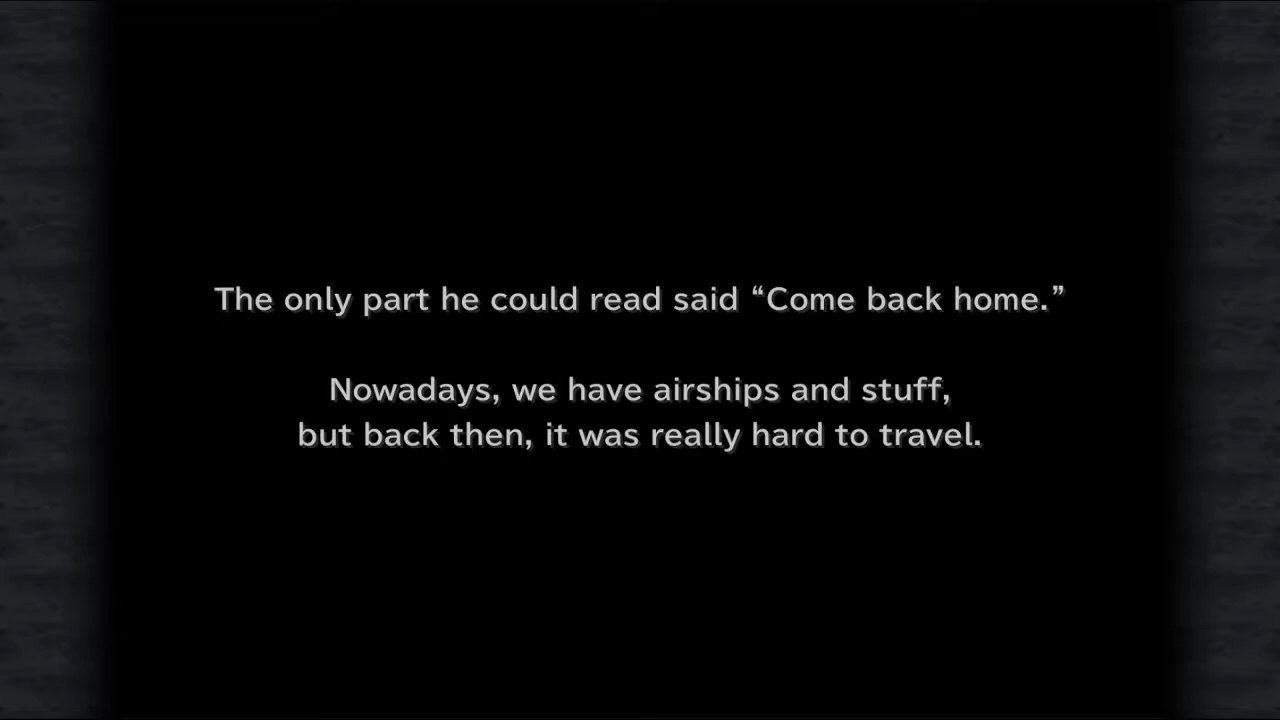 The only part he could read said “Come back home.”
Nowadays, we have airships and stuff,
but back then, it was really hard to travel.